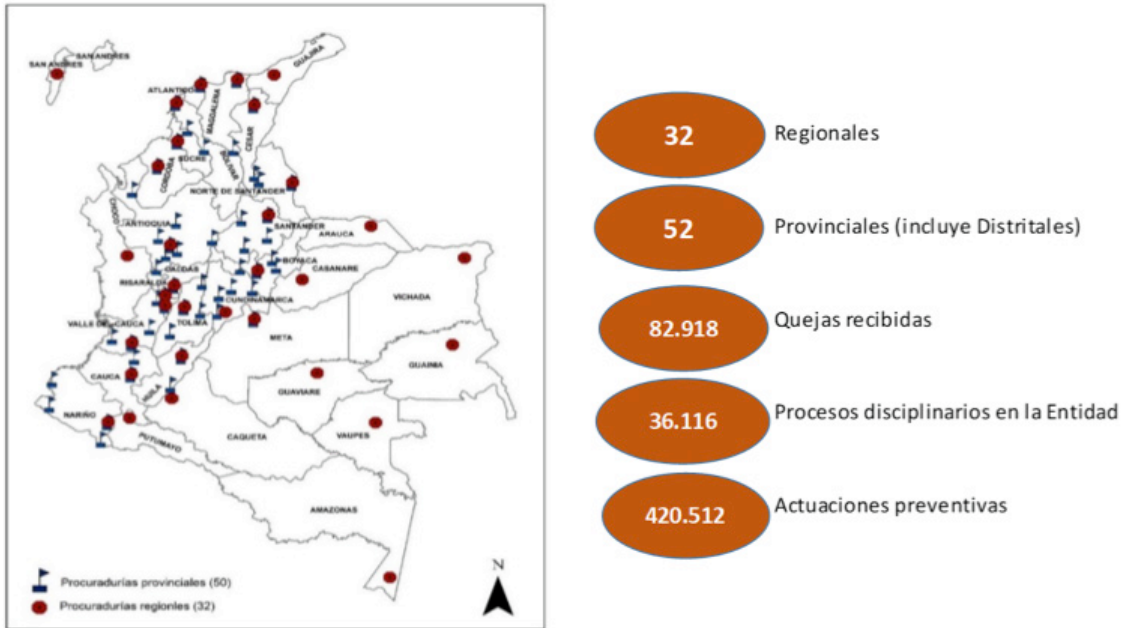 SAN ANDRES
SAN ANDRES
GUAJIRA
ATLANTICO
MAGDALENA
CESAR
SUCRE
BOLIVAR
CORDOBA
NORTE DE SANTANDER
CHOCO
ANTIOQUIA
SANTANDER
ARAUCA
BOYACA
CASANARE
CALDAS
RISARALDA
CUNDINAMARCA
VICHADA
VALLE DEL CAUCA
TOLIMA
META
GUAINIA
CAUCA
HUILA
GUAVIARE
NARIÑO
PUTUMAYO
CAQUETA
VAUPES
AMAZONAS
N
Procuradurías provinciales (50)
Procuradurías regionles (32)
32 Regionales
52 Provinciales (incluye Distritales)
82.918 Quejas recibidas
36.116 Procesos disciplinarios en la Entidad
420.512 Actuaciones preventivas